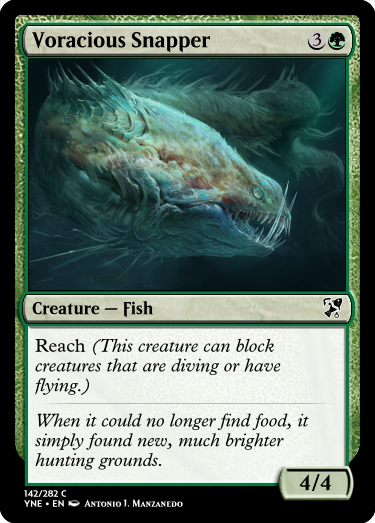 Voracious Snapper 3
Creature — Fish
Reach (This creature can block
creatures that are diving or have
flying.)
When it could no longer find food, it
simply found new, much brighter
hunting grounds.
4/4
142/282 C
YNE • EN Antonio J. Manzanedo